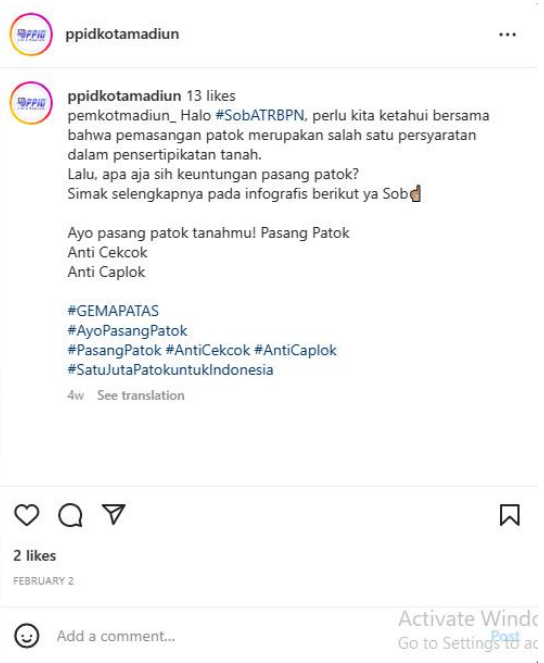 PPID
ppidkotamadiun
PPID
ppidkotamadiun 13 likes
pemkotmadiun_ Halo #SobATRBPN, perlu kita ketahui bersama
bahwa pemasangan patok merupakan salah satu persyaratan
dalam pensertipikatan tanah.
Lalu, apa aja sih keuntungan pasang patok?
Simak selengkapnya pada infografis berikut ya Sob☝🏽
Ayo pasang patok tanahmu! Pasang Patok
Anti Cekcok
Anti Caplok
#GEMAPATAS
#AyoPasangPatok
#PasangPatok #AntiCekcok #AntiCaplok
#SatuJutaPatokuntukIndonesia
4w See translation
2 likes
FEBRUARY 2
Add a comment...
Post
Activate Windo
Go to Settings to ac